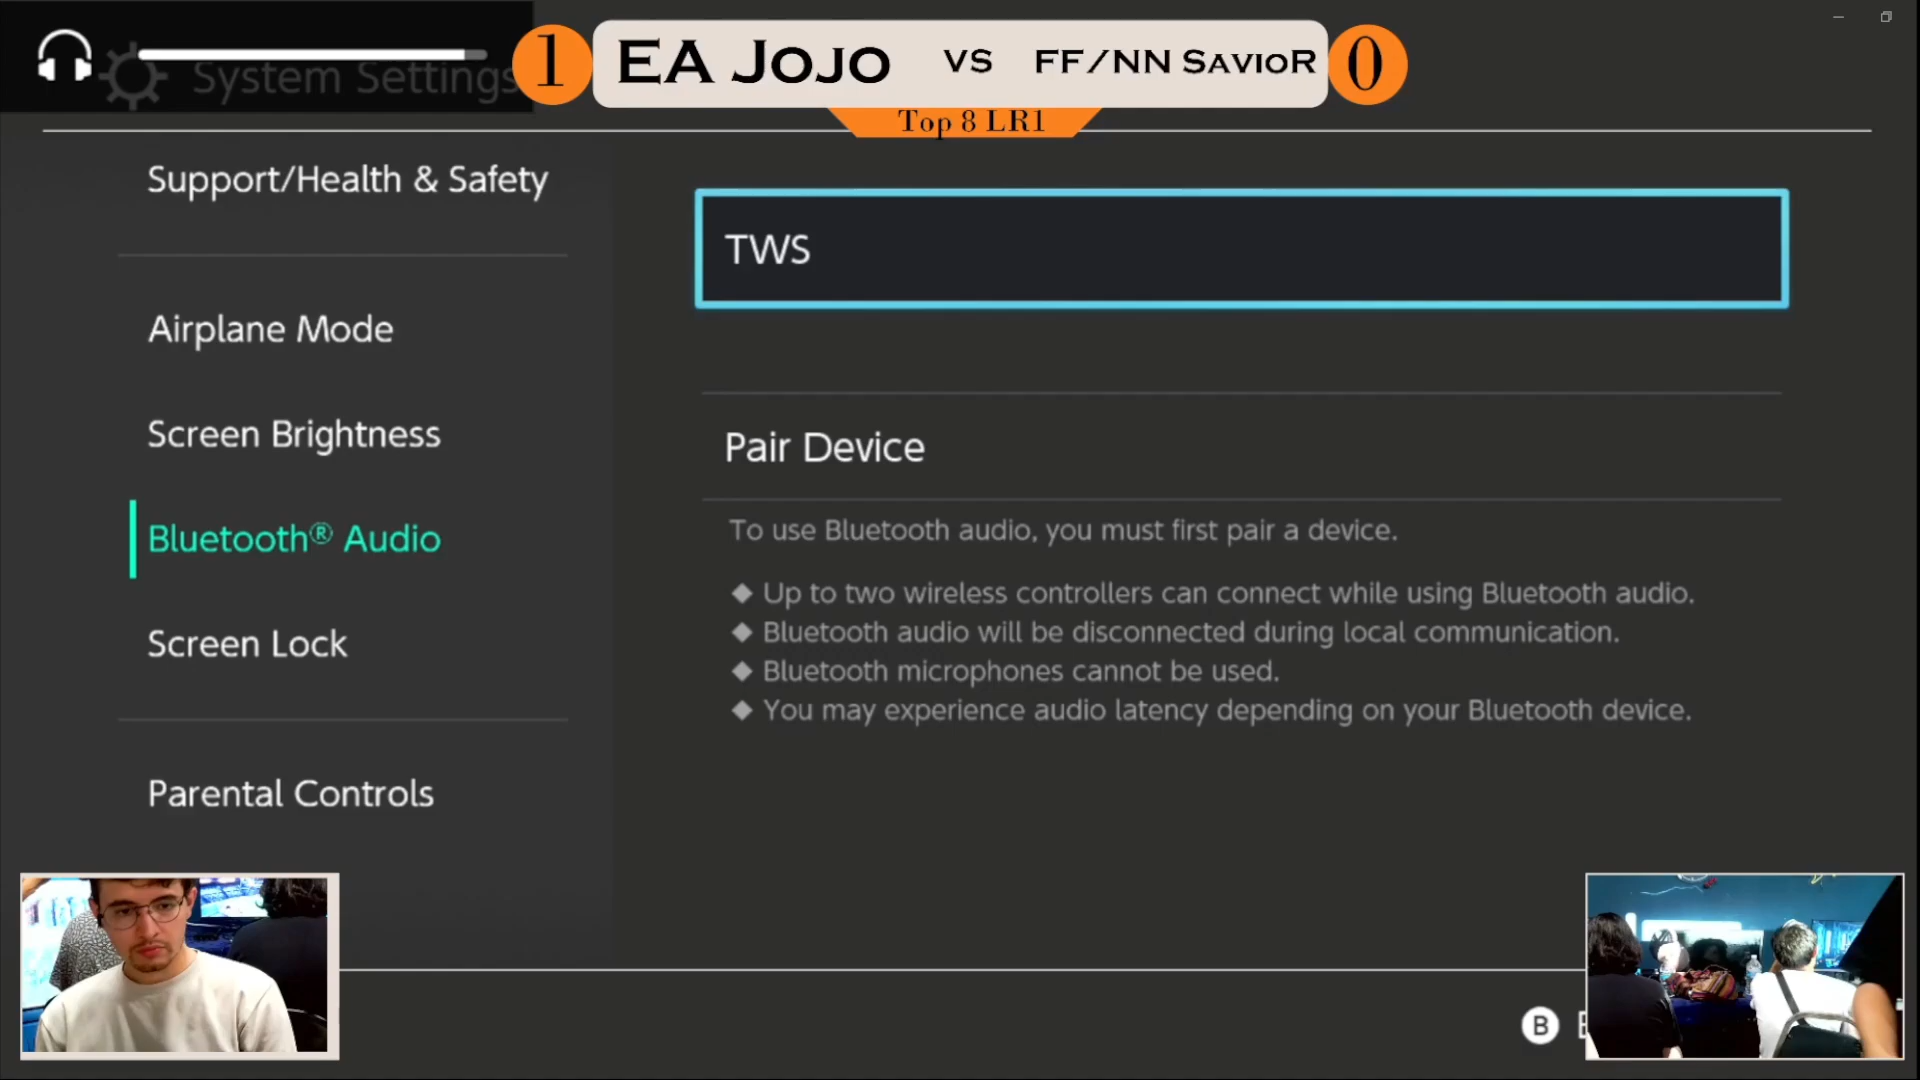 System Settings
1 EA JOJO VS FF/NN SAVIOR 0
Top 8 LR1
Support/Health & Safety
Airplane Mode
Screen Brightness
Bluetooth® Audio
Screen Lock
Parental Controls
TWS
Pair Device
To use Bluetooth audio, you must first pair a device.
◆ Up to two wireless controllers can connect while using Bluetooth audio.
◆ Bluetooth audio will be disconnected during local communication.
◆ Bluetooth microphones cannot be used.
◆ You may experience audio latency depending on your Bluetooth device.
B